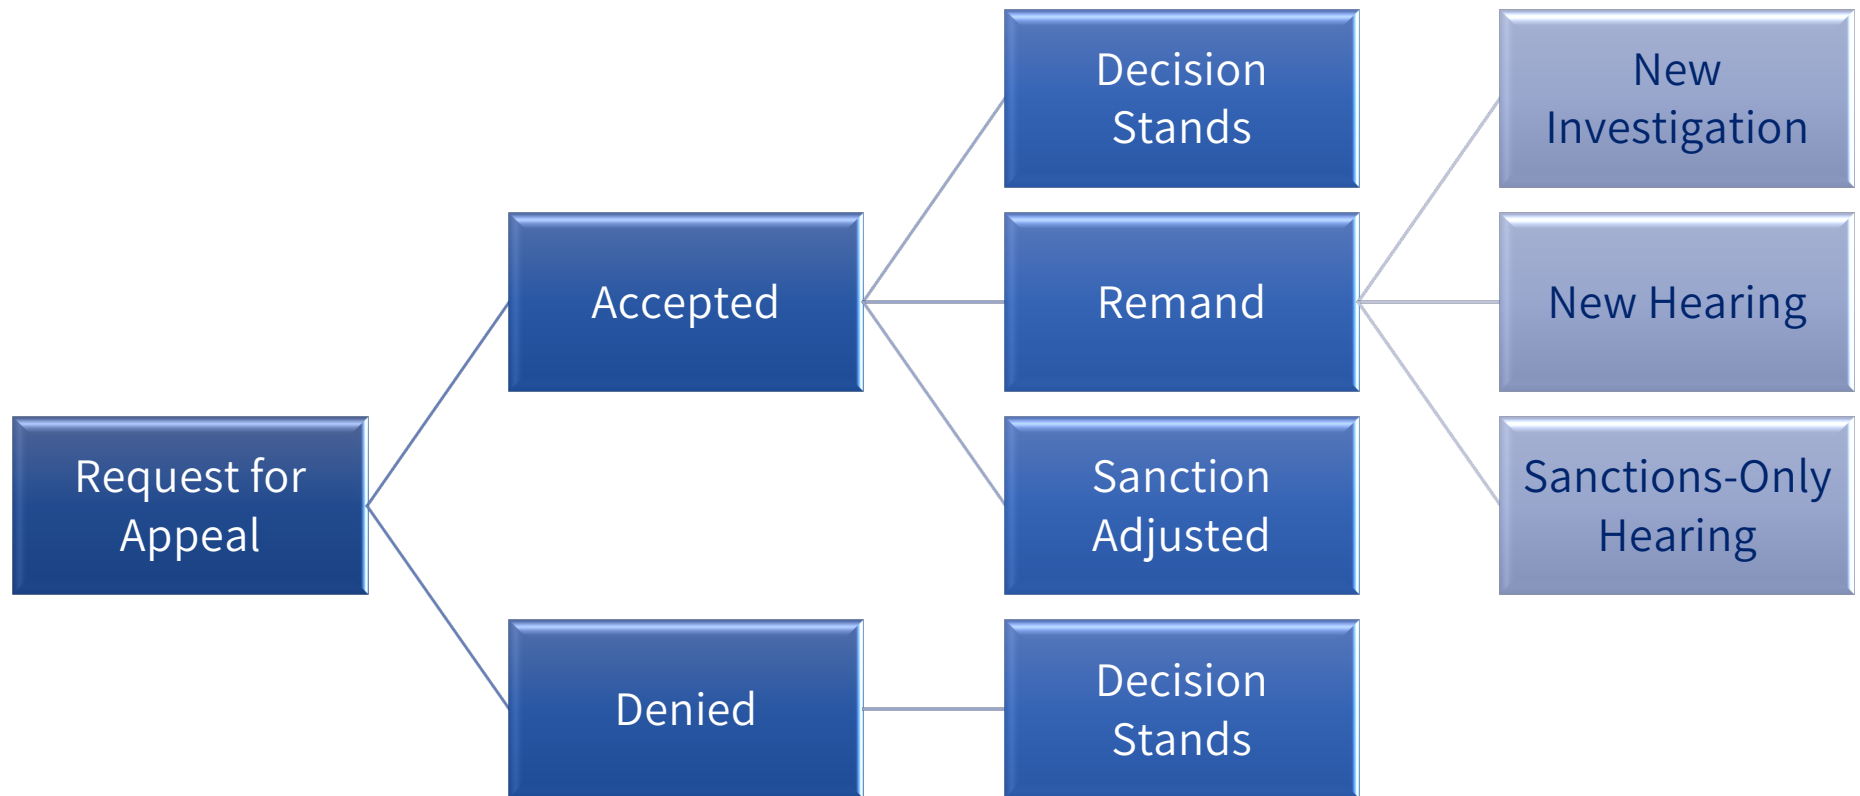 Request for
Appeal
Accepted
Denied
Decision
Stands
Remand
Sanction
Adjusted
Decision
Stands
New
Investigation
New Hearing
Sanctions-Only
Hearing